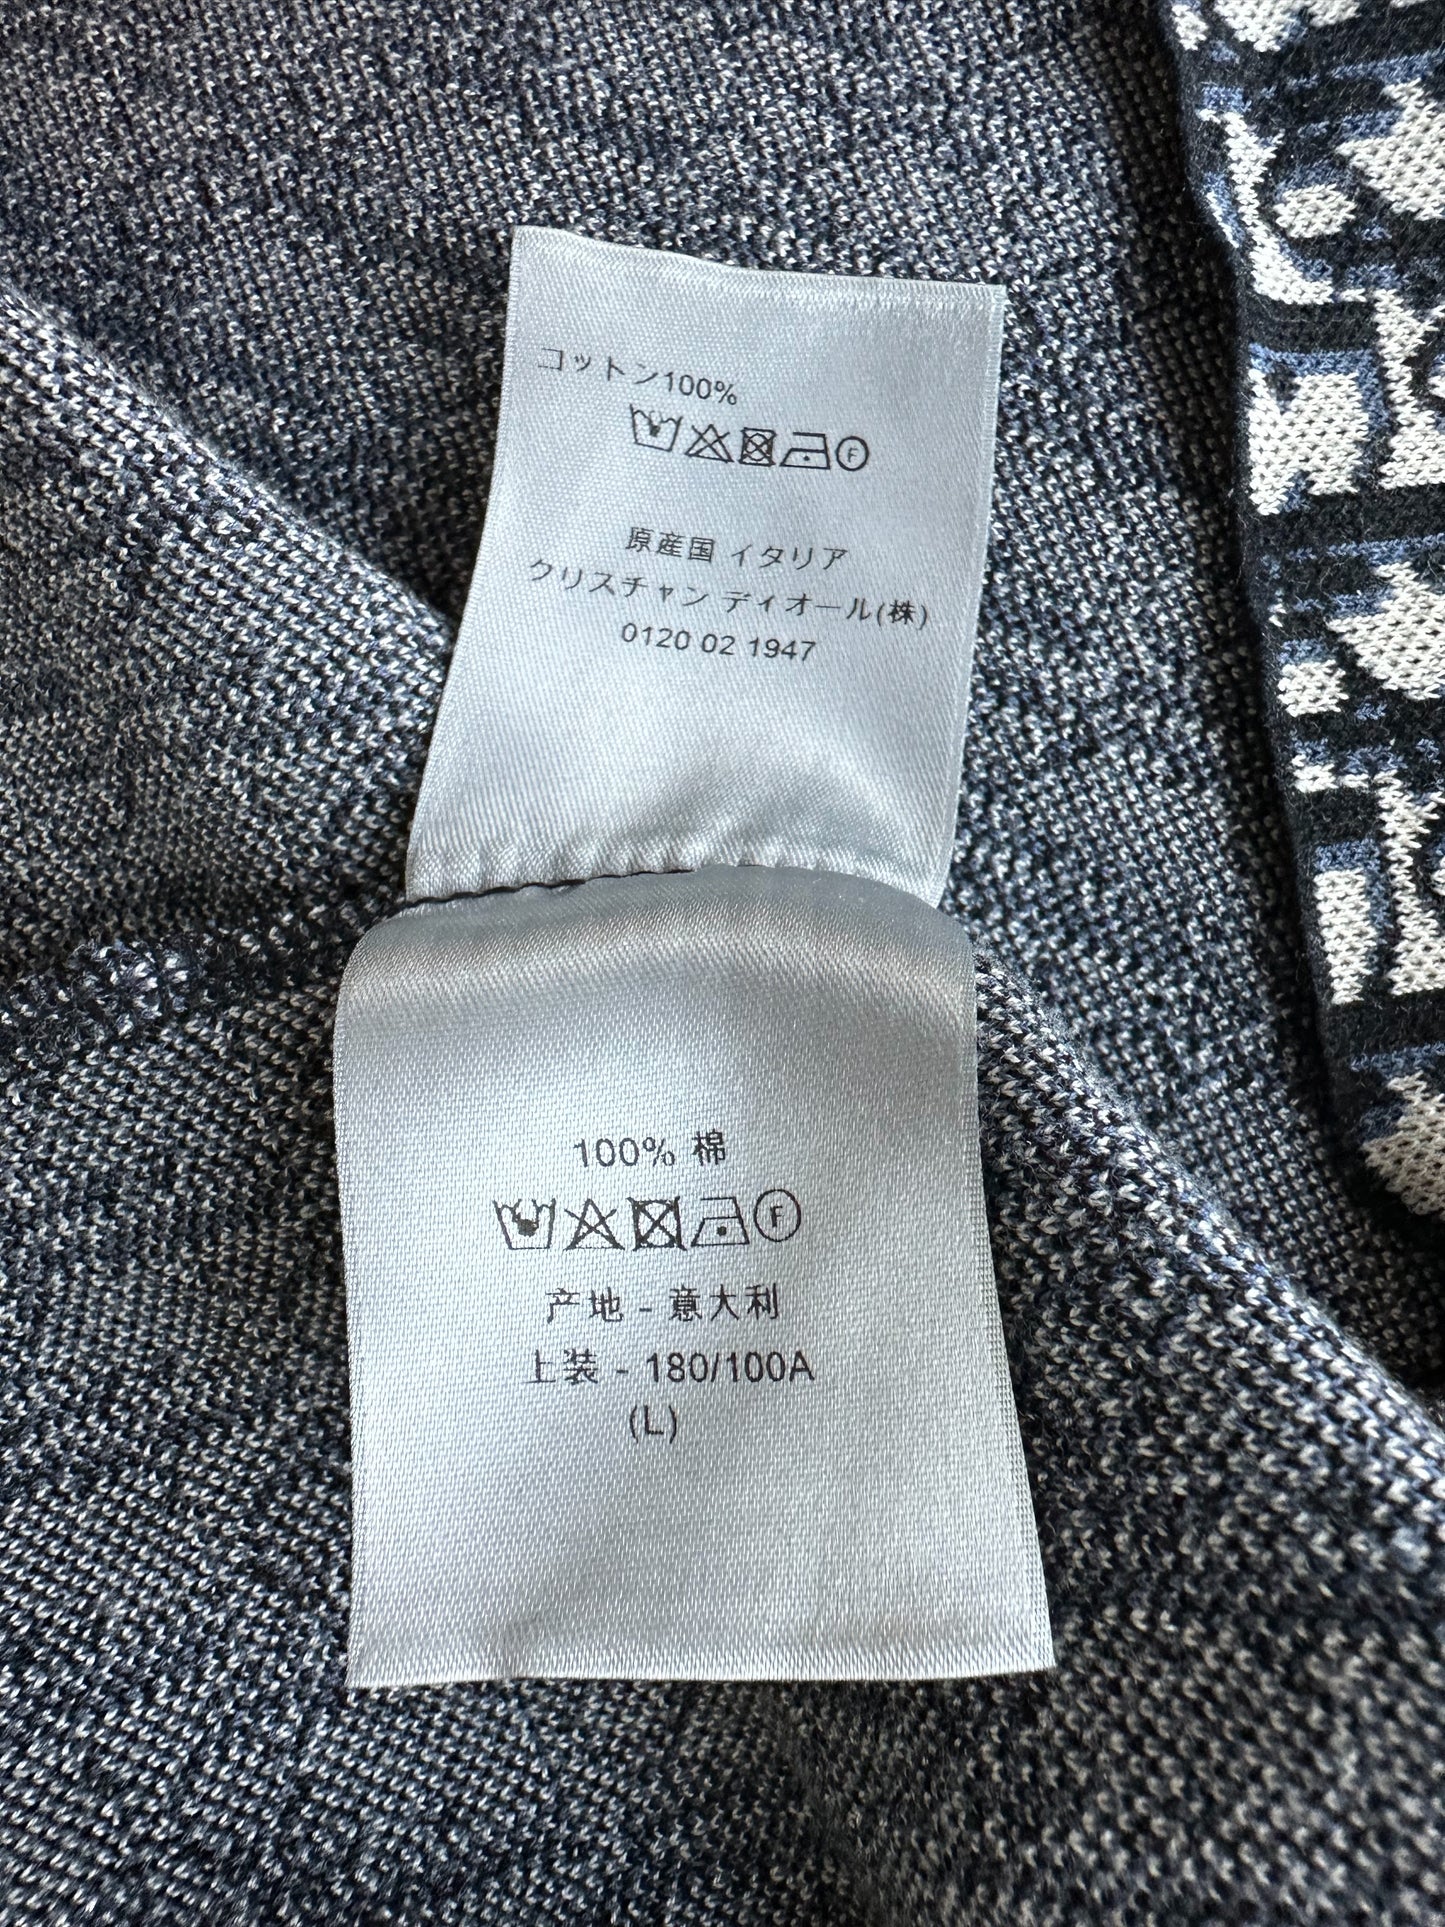 コットン100%
F
原産国 イタリア
クリスチャン ディオール(株)
0120 02 1947
100% 棉
F
产地 - 意大利
上装 - 180/100A
(L)